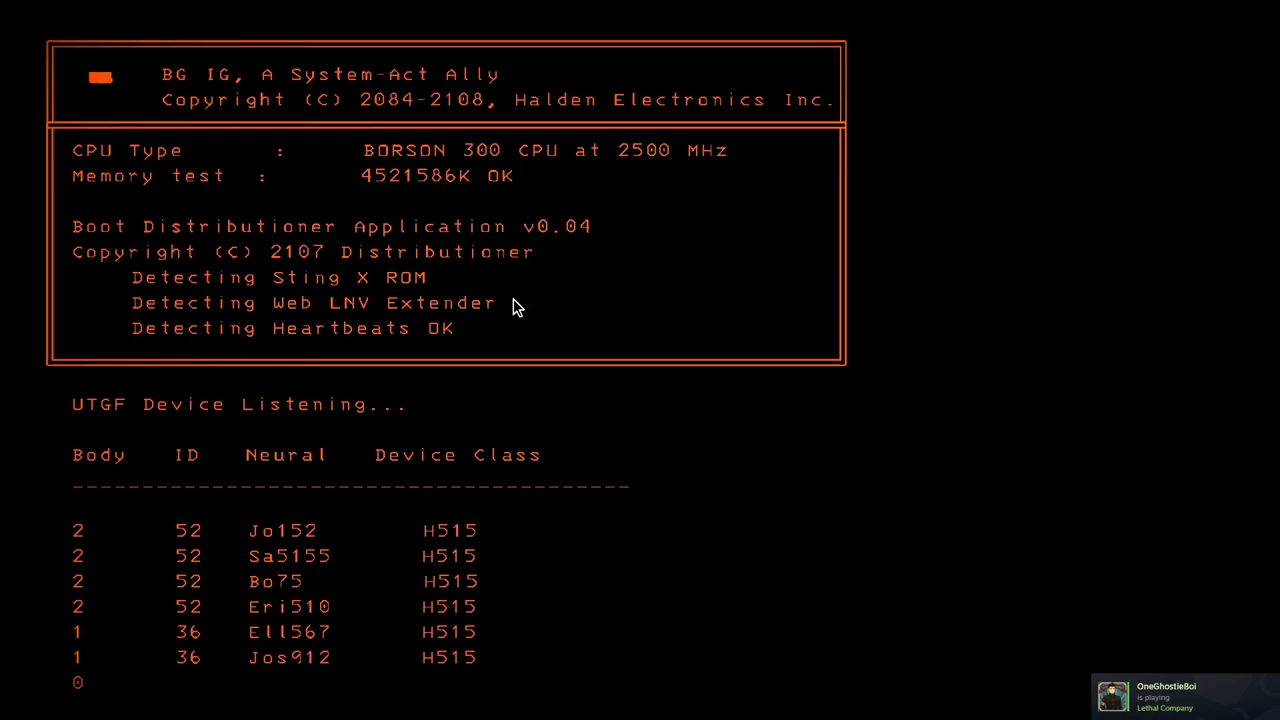 BG IG, A System-Act Ally
Copyright (C) 2084-2108, Halden Electronics Inc.
CPU Type : BORSON 300 CPU at 2500 MHz
Memory test : 4521586K OK
Boot Distributioner Application v0.04
Copyright (C) 2107 Distributioner
Detecting Sting X ROM
Detecting Web LNV Extender
Detecting Heartbeats OK
UTGF Device Listening...
Body ID Neural Device Class
----------------------------------------
2 52 Jo152 H515
2 52 Sa5155 H515
2 52 Bo75 H515
2 52 Eri510 H515
1 36 Ell567 H515
1 36 Jos912 H515
0
OneGhostieBoi
is playing
Lethal Company